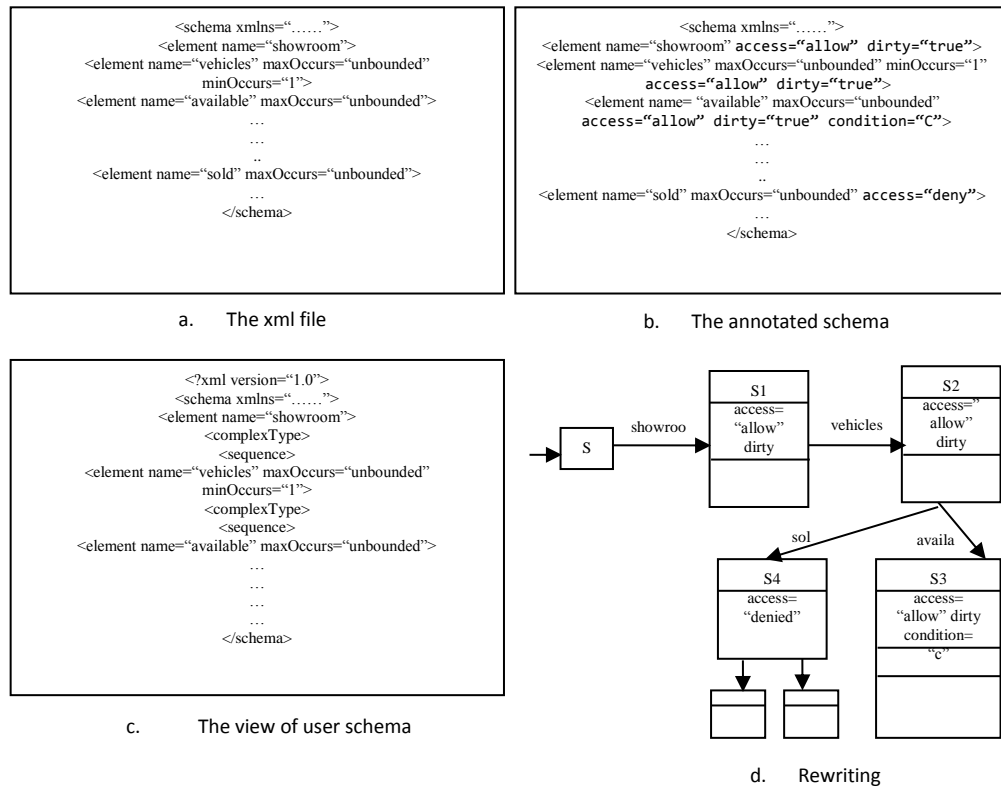 <schema xmlns=“……”>
<element name=“showroom”>
<element name=“vehicles” maxOccurs=“unbounded”
minOccurs=“1”>
<element name=“available” maxOccurs=“unbounded”>
…
…
..
<element name=“sold” maxOccurs=“unbounded”>
…
</schema>
a. The xml file
<schema xmlns=“……”>
<element name=“showroom” access=“allow” dirty=“true”>
<element name=“vehicles” maxOccurs=“unbounded” minOccurs=“1”
access=“allow” dirty=“true”>
<element name= “available” maxOccurs=“unbounded”
access=“allow” dirty=“true” condition=“C”>
…
…
..
<element name=“sold” maxOccurs=“unbounded” access=“deny”>
…
</schema>
b. The annotated schema
<?xml version=“1.0”>
<schema xmlns=“……”>
<element name=“showroom”>
<complexType>
<sequence>
<element name=“vehicles” maxOccurs=“unbounded”
minOccurs=“1”>
<complexType>
<sequence>
<element name=“available” maxOccurs=“unbounded”>
…
…
…
…
</schema>
c. The view of user schema
S
showroo
S1
access=
“allow”
dirty
vehicles
S2
access=”
allow”
dirty
sol
availa
S4
access=
“denied”
S3
access=
“allow” dirty
condition=
“c”
d. Rewriting